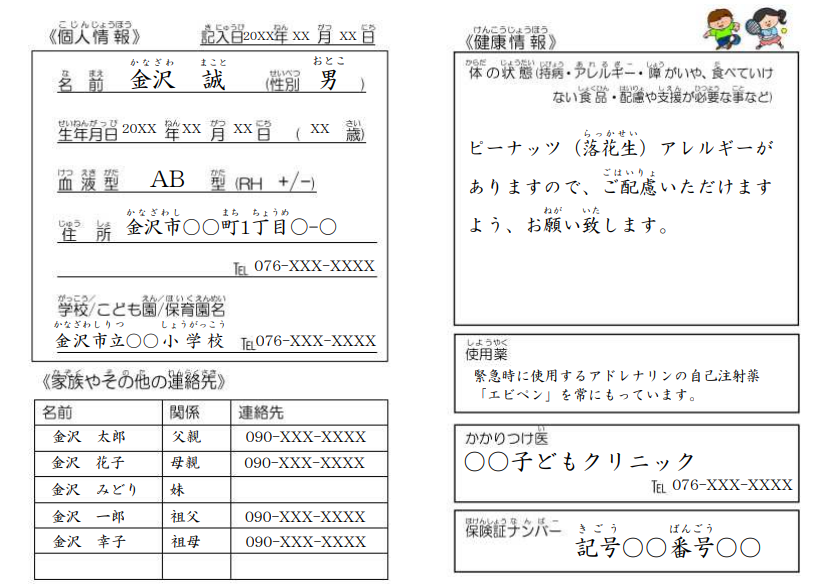 《個人情報》
記入日20XX年 XX 月 XX 日
名前 金沢 誠 (性別 男 )
生年月日 20XX 年 XX 月 XX 日 ( XX 歳)
血液型 AB 型 (RH +/−)
住所 金沢市○○町1丁目○−○
℡ 076-XXX-XXXX
学校/こども園/保育園名
金沢市立○○小学校 ℡076-XXX-XXXX
《家族やその他の連絡先》
名前 関係 連絡先
金沢 太郎 父親 090-XXX-XXXX
金沢 花子 母親 090-XXX-XXXX
金沢 みどり 妹
金沢 一郎 祖父 090-XXX-XXXX
金沢 幸子 祖母 090-XXX-XXXX
《健康情報》
体の状態(持病・アレルギー・障がいや、食べていけ
ない食品・配慮や支援が必要な事など)
ピーナッツ（落花生）アレルギーが
ありますので、ご配慮いただけます
よう、お願い致します。
使用薬
緊急時に使用するアドレナリンの自己注射薬
「エピペン」を常にもっています。
かかりつけ医
○○子どもクリニック
℡ 076-XXX-XXXX
保険証ナンバー 記号○○番号○○